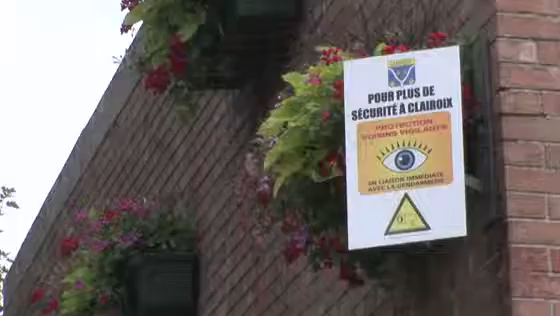 POUR PLUS DE
SÉCURITÉ À CLAIROIX
PROTECTION
VOISINS VIGILANTS
EN LIAISON IMMÉDIATE
AVEC LA GENDARMERIE